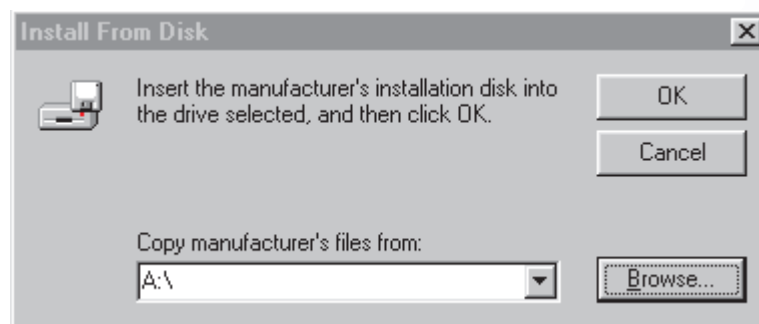 Install From Disk
Insert the manufacturer's installation disk into
the drive selected, and then click OK.
OK
Cancel
Copy manufacturer's files from:
A:\
Browse...